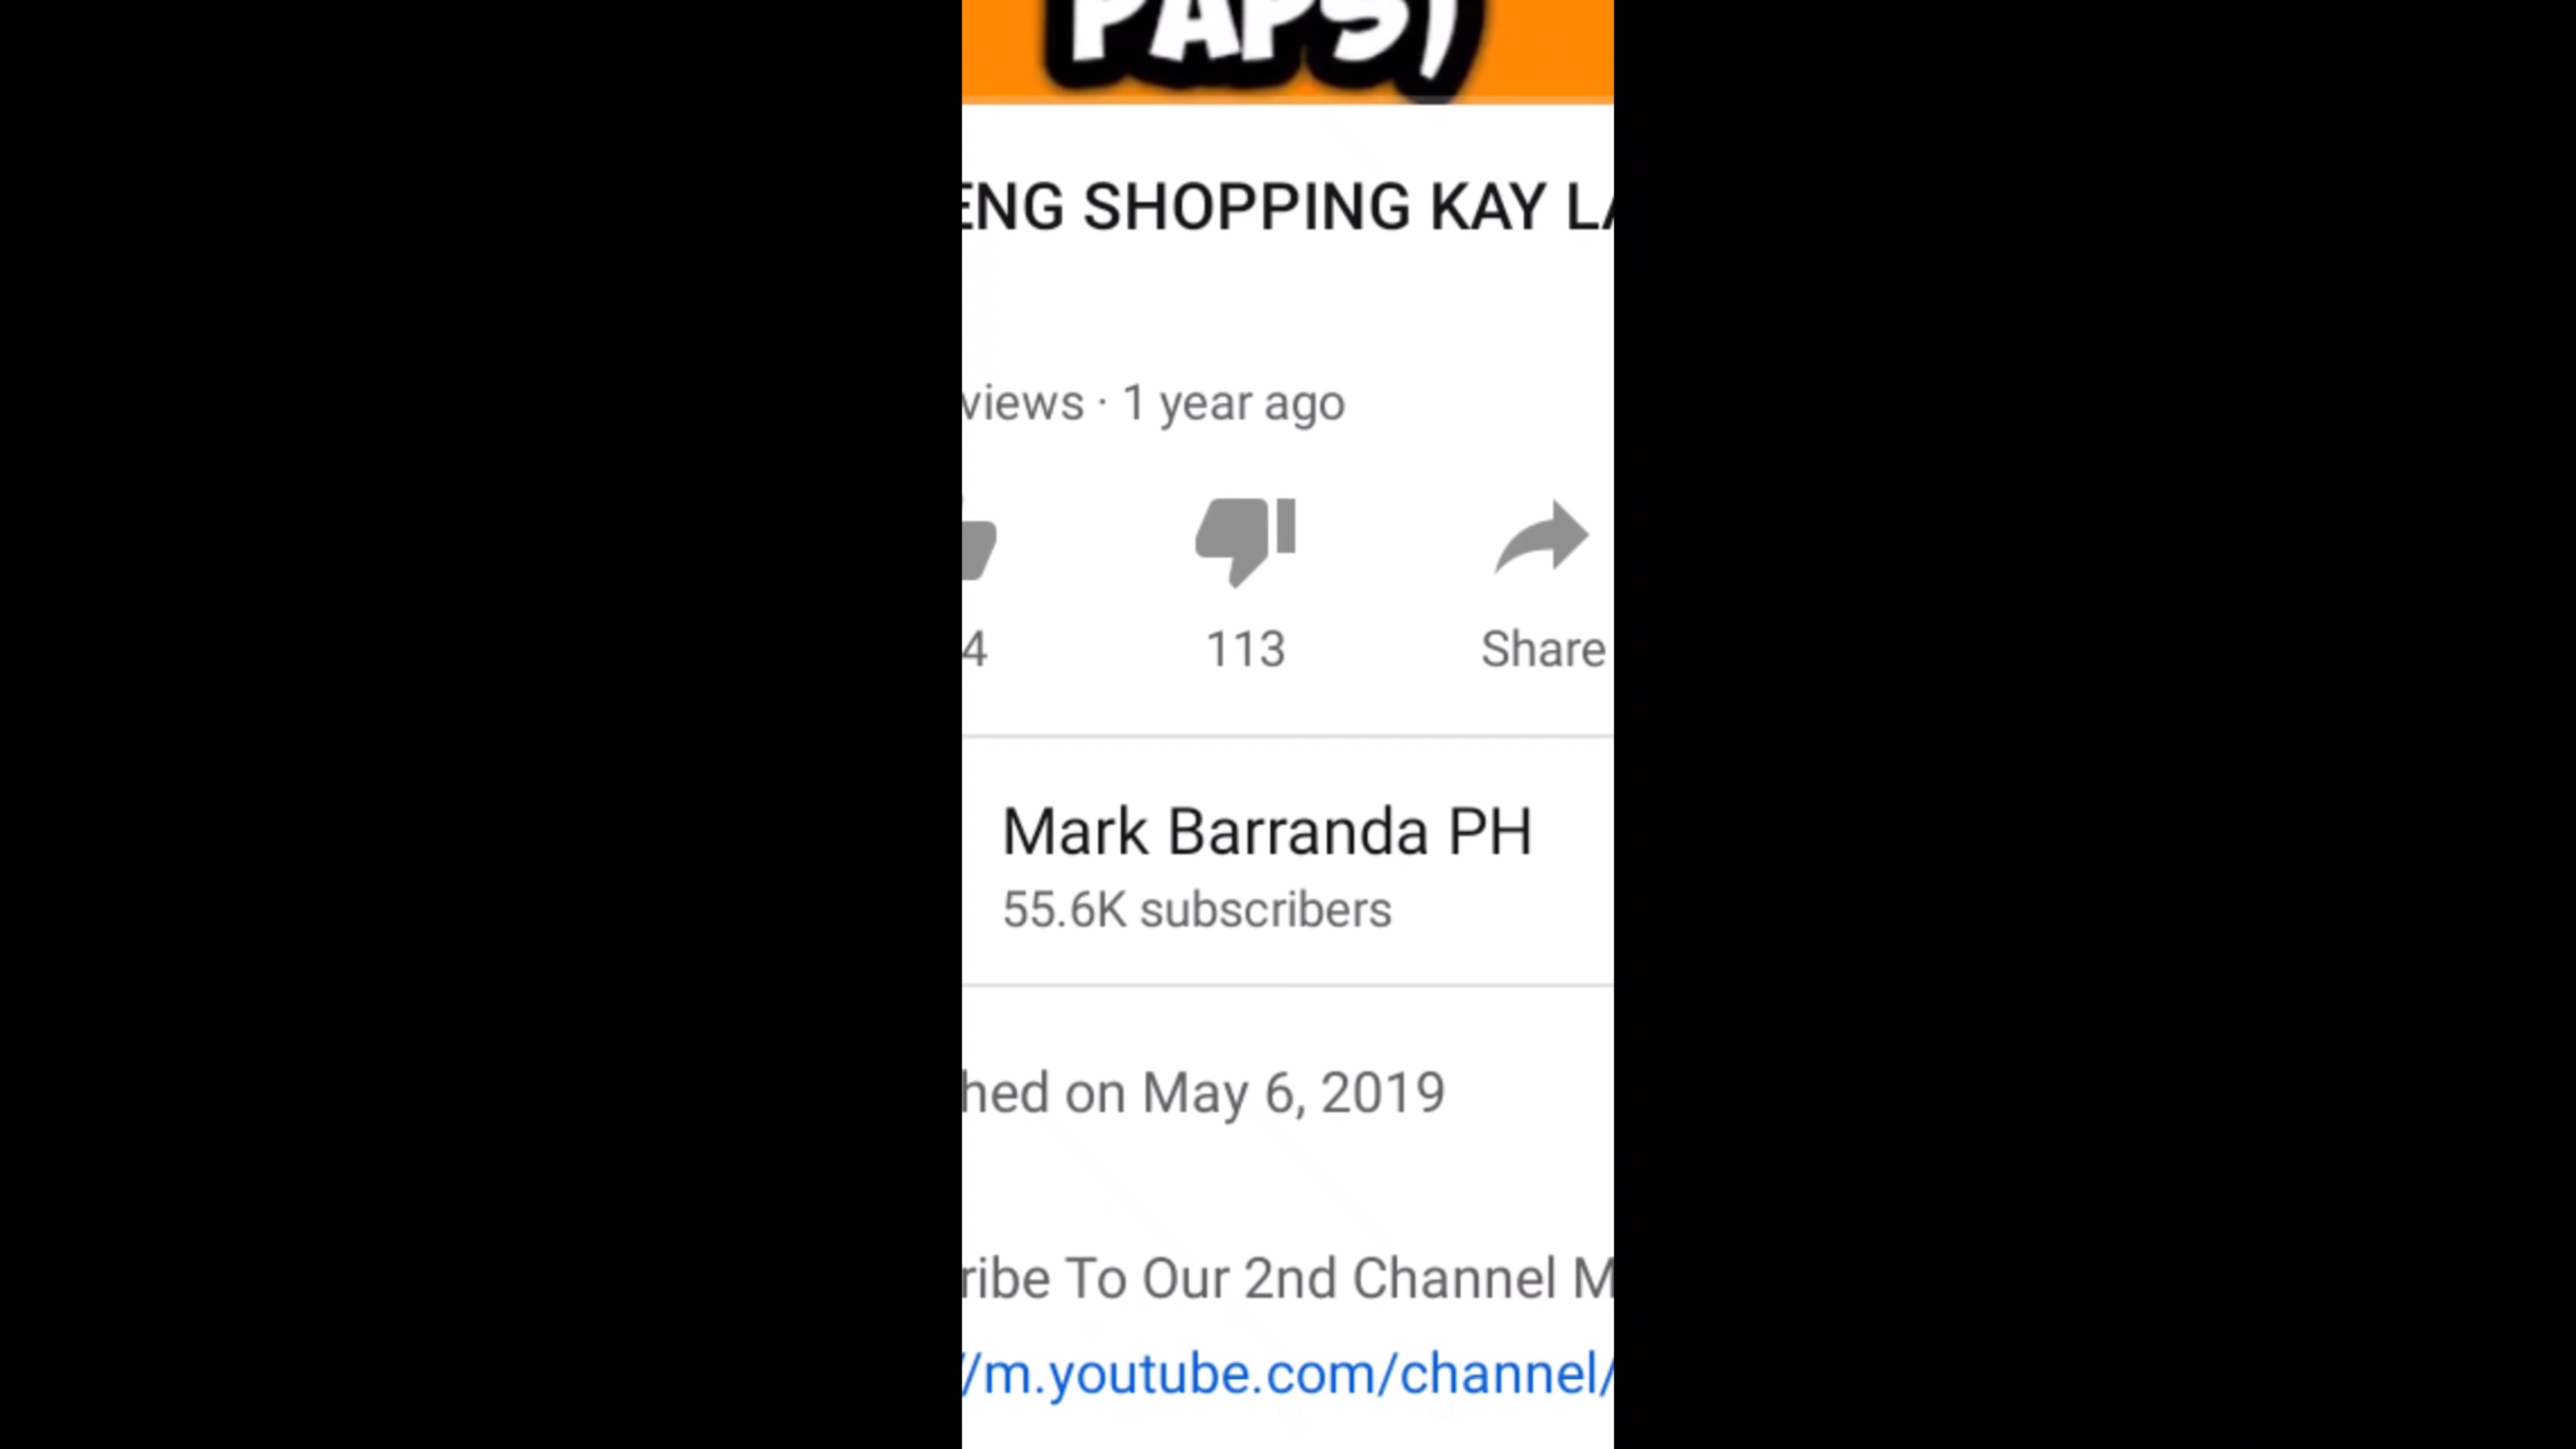 PAPS)
ENG SHOPPING KAY LA
views · 1 year ago
4
113
Share
Mark Barranda PH
55.6K subscribers
hed on May 6, 2019
ribe To Our 2nd Channel M
//m.youtube.com/channel/